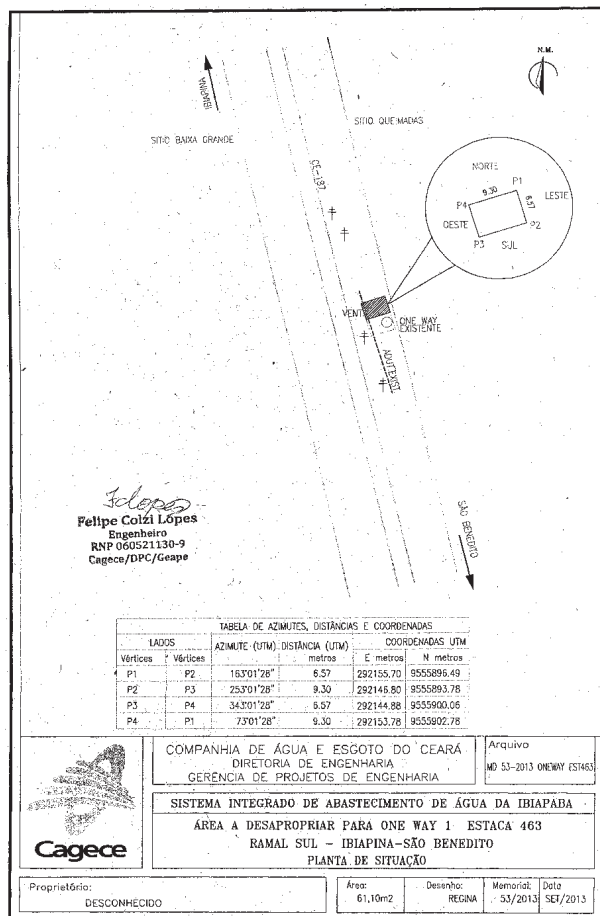 N.M.
IBIAPINA
SITIO QUEIMADAS
SITIO BAIXA GRANDE
CE-187
NORTE
P1
9.30
LESTE
P4
6.57
OESTE
P2
P3
SUL
VENT.
ONE WAY
EXISTENTE
ADUT.EXIST
Felipe Colzi Lopes
Engenheiro
RNP 060521130-9
Cagece/DPC/Geape
SÃO BENEDITO
TABELA DE AZIMUTES, DISTÂNCIAS E COORDENADAS
LADOS AZIMUTE (UTM) DISTÂNCIA (UTM) COORDENADAS UTM
Vértices Vértices metros E metros N metros
P1 P2 163°01'28" 6.57 292155.70 9555896.49
P2 P3 253°01'28" 9.30 292146.80 9555893.78
P3 P4 343°01'28" 6.57 292144.88 9555900.06
P4 P1 73°01'28" 9.30 292153.78 9555902.78
Cagece
COMPANHIA DE ÁGUA E ESGOTO DO CEARÁ
DIRETORIA DE ENGENHARIA
GERÊNCIA DE PROJETOS DE ENGENHARIA
Arquivo
MD 53-2013 ONEWAY EST463
SISTEMA INTEGRADO DE ABASTECIMENTO DE ÁGUA DA IBIAPABA
ÁREA A DESAPROPRIAR PARA ONE WAY 1 ESTACA 463
RAMAL SUL - IBIAPINA-SÃO BENEDITO
PLANTA DE SITUAÇÃO
Proprietário:
DESCONHECIDO
Área:
61,10m2
Desenho:
REGINA
Memorial:
53/2013
Data
SET/2013